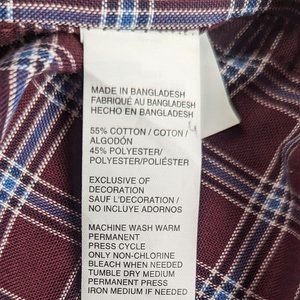 MADE IN BANGLADESH
FABRIQUÉ AU BANGLADESH
HECHO EN BANGLADESH
55% COTTON / COTON /
ALGODÓN
45% POLYESTER/
POLYESTER/POLIÉSTER
EXCLUSIVE OF
DECORATION
SAUF L'DECORATION /
NO INCLUYE ADORNOS
MACHINE WASH WARM
PERMANENT
PRESS CYCLE
ONLY NON-CHLORINE
BLEACH WHEN NEEDED
TUMBLE DRY MEDIUM
PERMANENT PRESS
IRON MEDIUM IF NEEDED